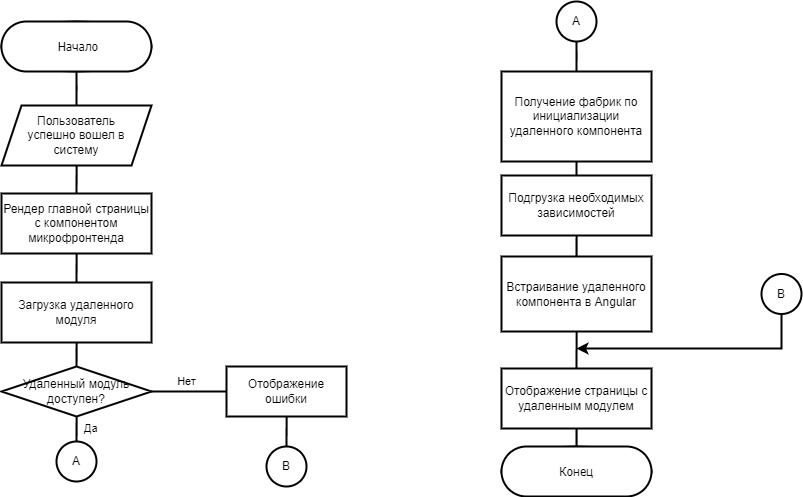 Начало
Пользователь
успешно вошел в
систему
Рендер главной страницы
с компонентом
микрофронтенда
Загрузка удаленного
модуля
Удаленный модуль
доступен?
Нет
Отображение
ошибки
Да
A
B
A
Получение фабрик по
инициализации
удаленного компонента
Подгрузка необходимых
зависимостей
Встраивание удаленного
компонента в Angular
B
Отображение страницы с
удаленным модулем
Конец